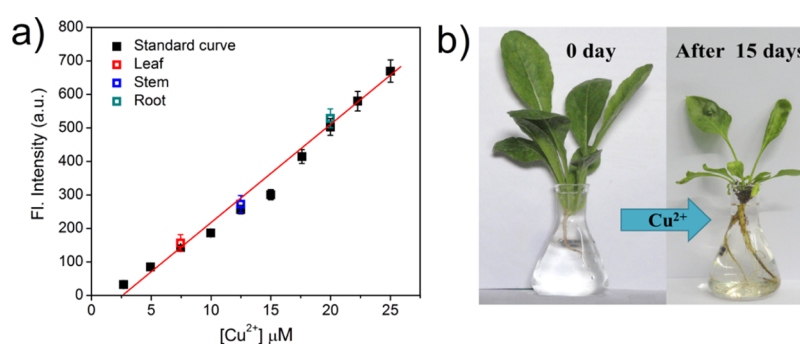 a)
800
700
600
500
400
300
200
100
0
Fl. Intensity (a.u.)
Standard curve
Leaf
Stem
Root
0 5 10 15 20 25
[Cu²⁺] μM
b)
0 day
After 15 days
Cu²⁺